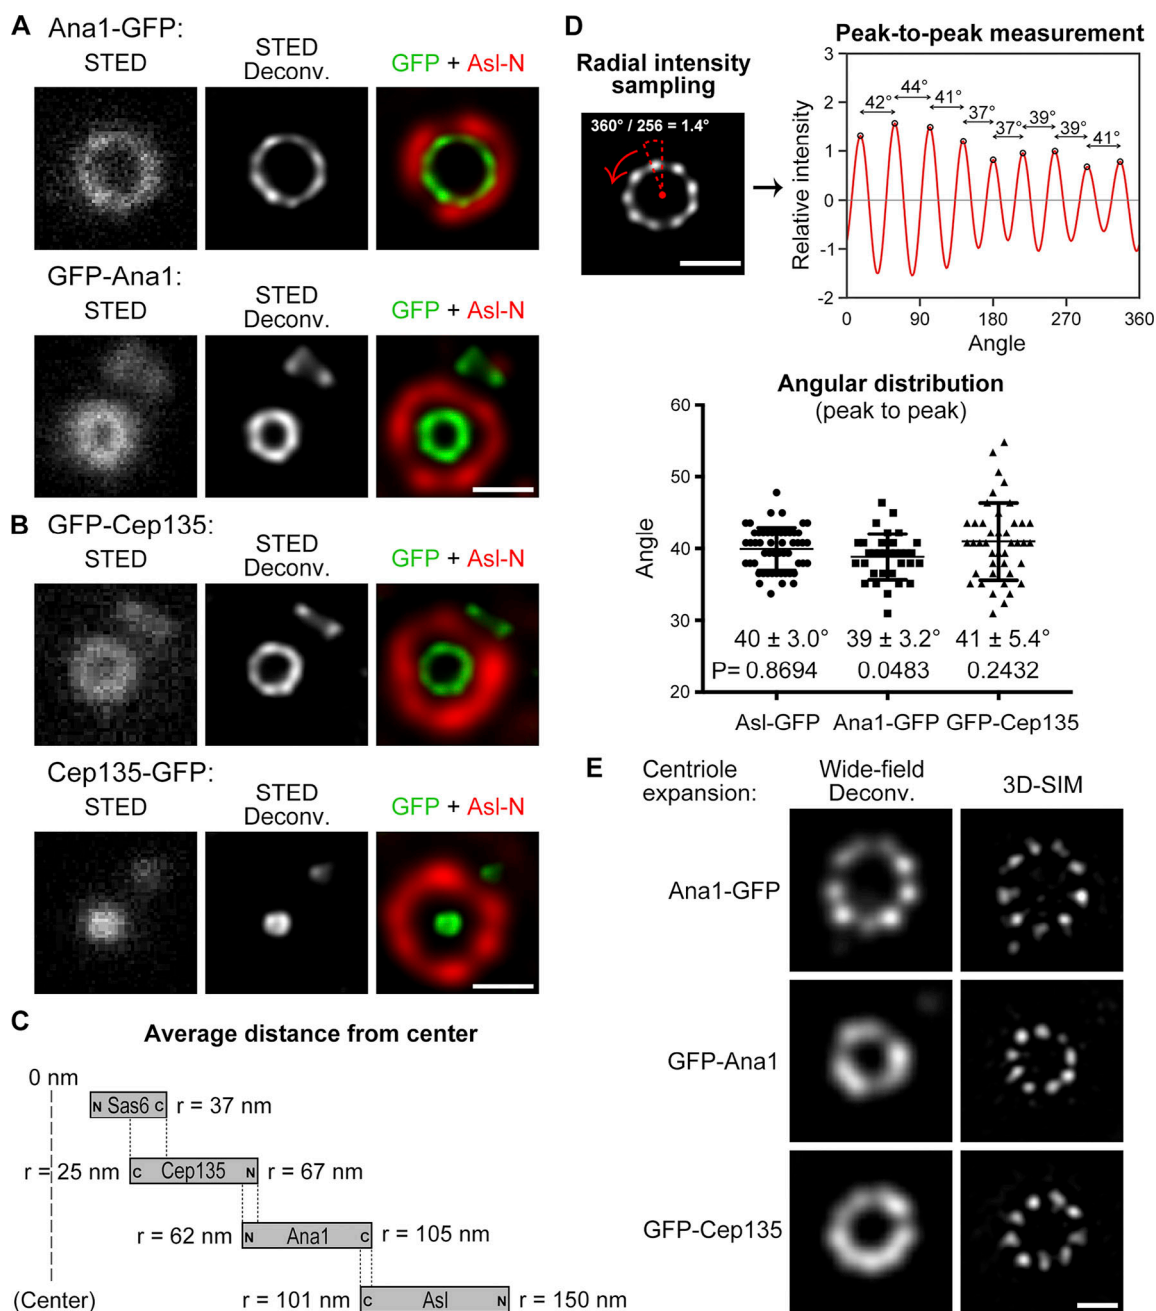 A
Ana1-GFP:
STED
STED
Deconv.
GFP + Asl-N
GFP-Ana1:
STED
STED
Deconv.
GFP + Asl-N
B
GFP-Cep135:
STED
STED
Deconv.
GFP + Asl-N
Cep135-GFP:
STED
STED
Deconv.
GFP + Asl-N
C
Average distance from center
0 nm
N Sas6 C r = 37 nm
r = 25 nm C Cep135 N r = 67 nm
r = 62 nm N Ana1 C r = 105 nm
(Center) r = 101 nm C Asl N r = 150 nm
D
Radial intensity
sampling
360° / 256 = 1.4°
Peak-to-peak measurement
Relative intensity
3
2
1
0
-1
-2
42° 44° 41° 37° 37° 39° 39° 41°
0 90 180 270 360
Angle
Angular distribution
(peak to peak)
Angle
60
50
40
30
20
40 ± 3.0° 39 ± 3.2° 41 ± 5.4°
P= 0.8694 0.0483 0.2432
Asl-GFP Ana1-GFP GFP-Cep135
E
Centriole
expansion:
Wide-field
Deconv.
3D-SIM
Ana1-GFP
GFP-Ana1
GFP-Cep135